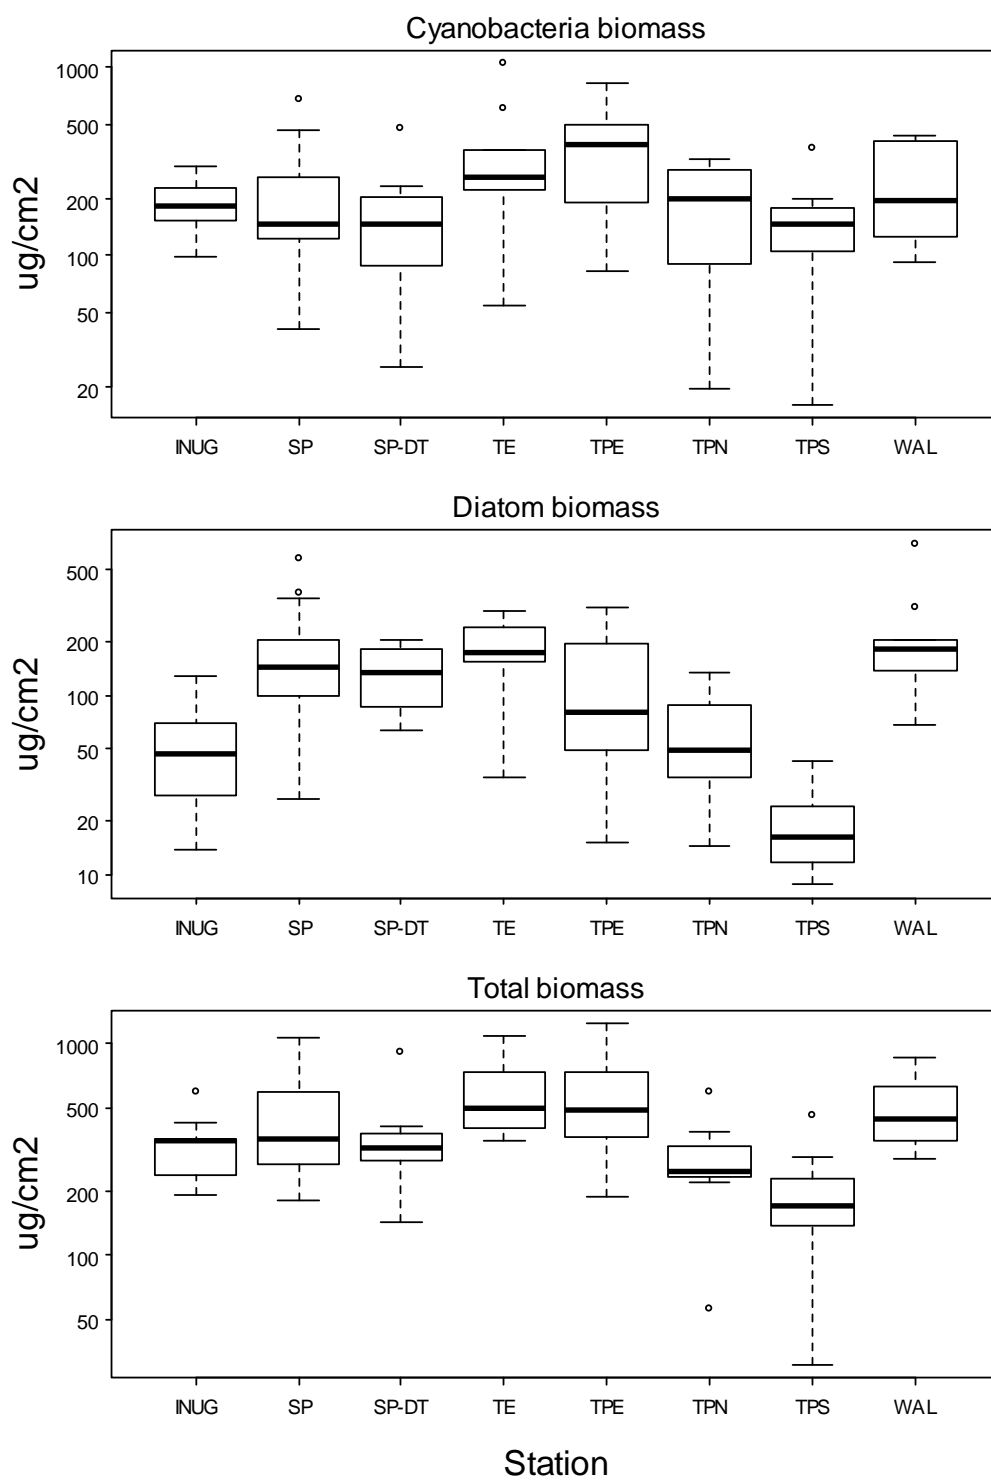 Cyanobacteria biomass
ug/cm2
1000
500
200
100
50
20
INUG SP SP-DT TE TPE TPN TPS WAL
Diatom biomass
ug/cm2
500
200
100
50
20
10
INUG SP SP-DT TE TPE TPN TPS WAL
Total biomass
ug/cm2
1000
500
200
100
50
INUG SP SP-DT TE TPE TPN TPS WAL
Station